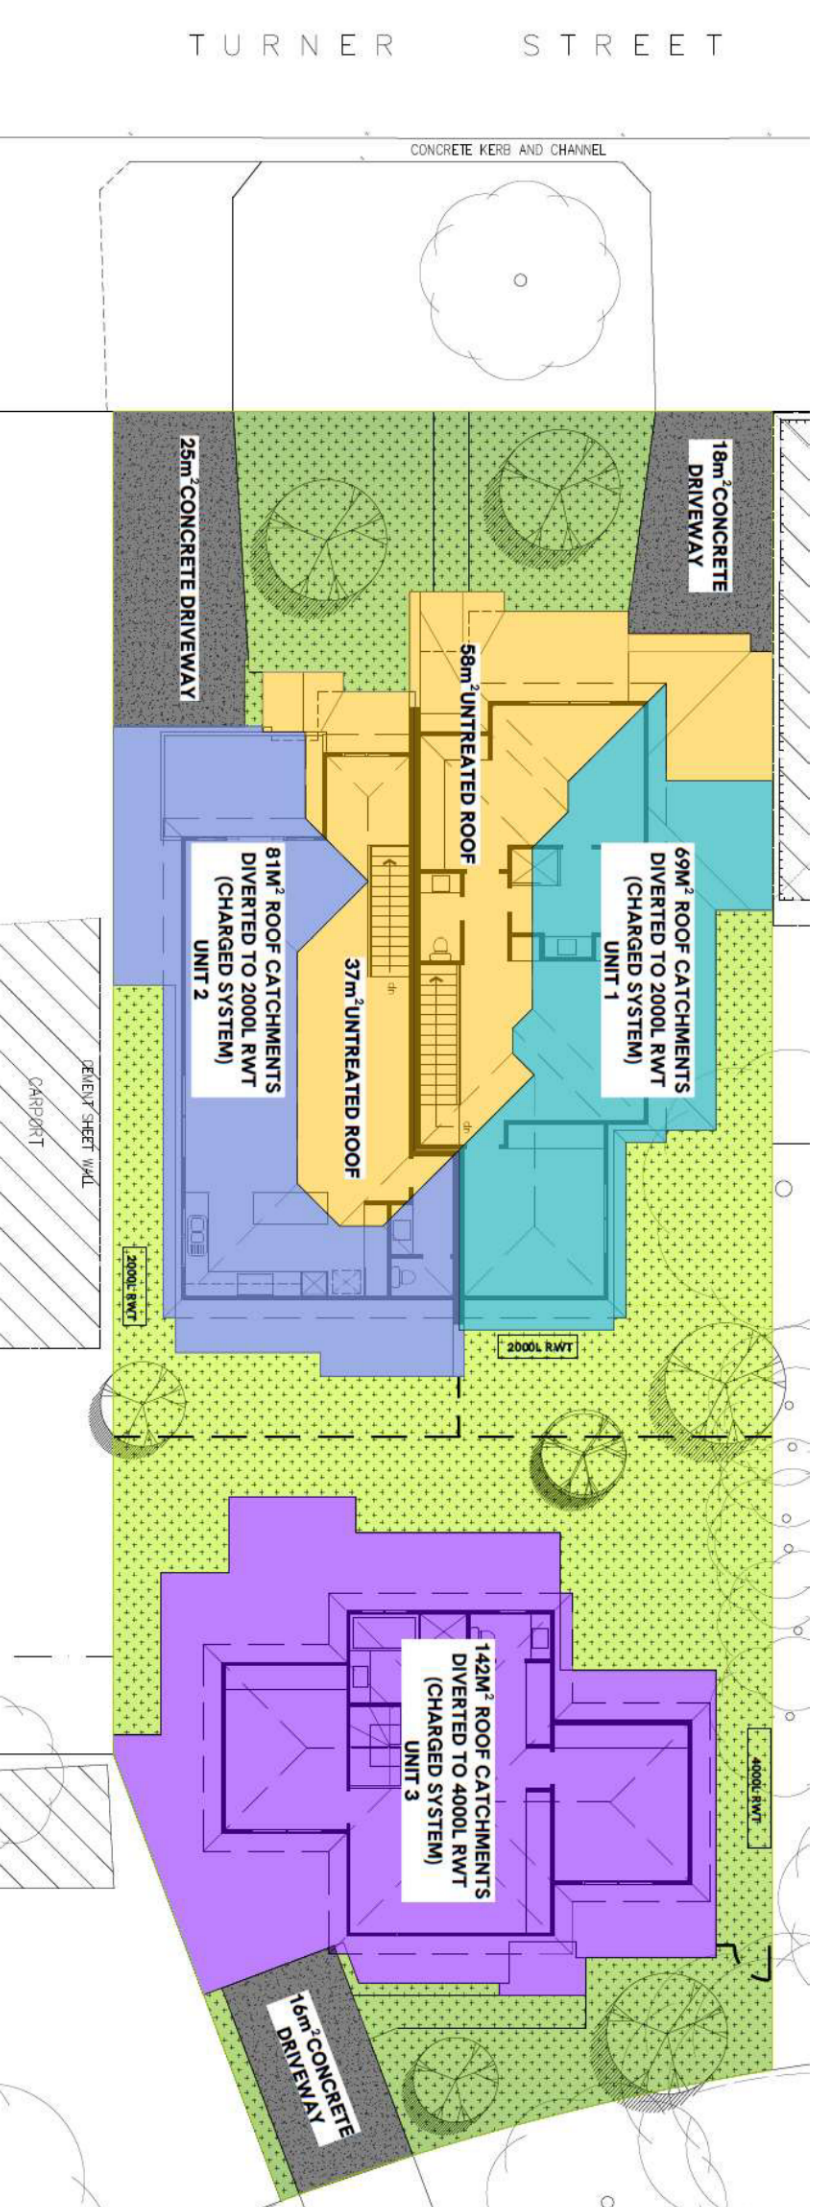 TURNER STREET
CONCRETE KERB AND CHANNEL
18m²CONCRETE
DRIVEWAY
25m²CONCRETE DRIVEWAY
58m²UNTREATED ROOF
69M² ROOF CATCHMENTS
DIVERTED TO 2000L RWT
(CHARGED SYSTEM)
UNIT 1
81M² ROOF CATCHMENTS
DIVERTED TO 2000L RWT
(CHARGED SYSTEM)
UNIT 2
37m²UNTREATED ROOF
dn
dn
CEMENT SHEET WALL
CARPORT
2000L RWT
2000L RWT
142M² ROOF CATCHMENTS
DIVERTED TO 4000L RWT
(CHARGED SYSTEM)
UNIT 3
4000L RWT
16m²CONCRETE
DRIVEWAY